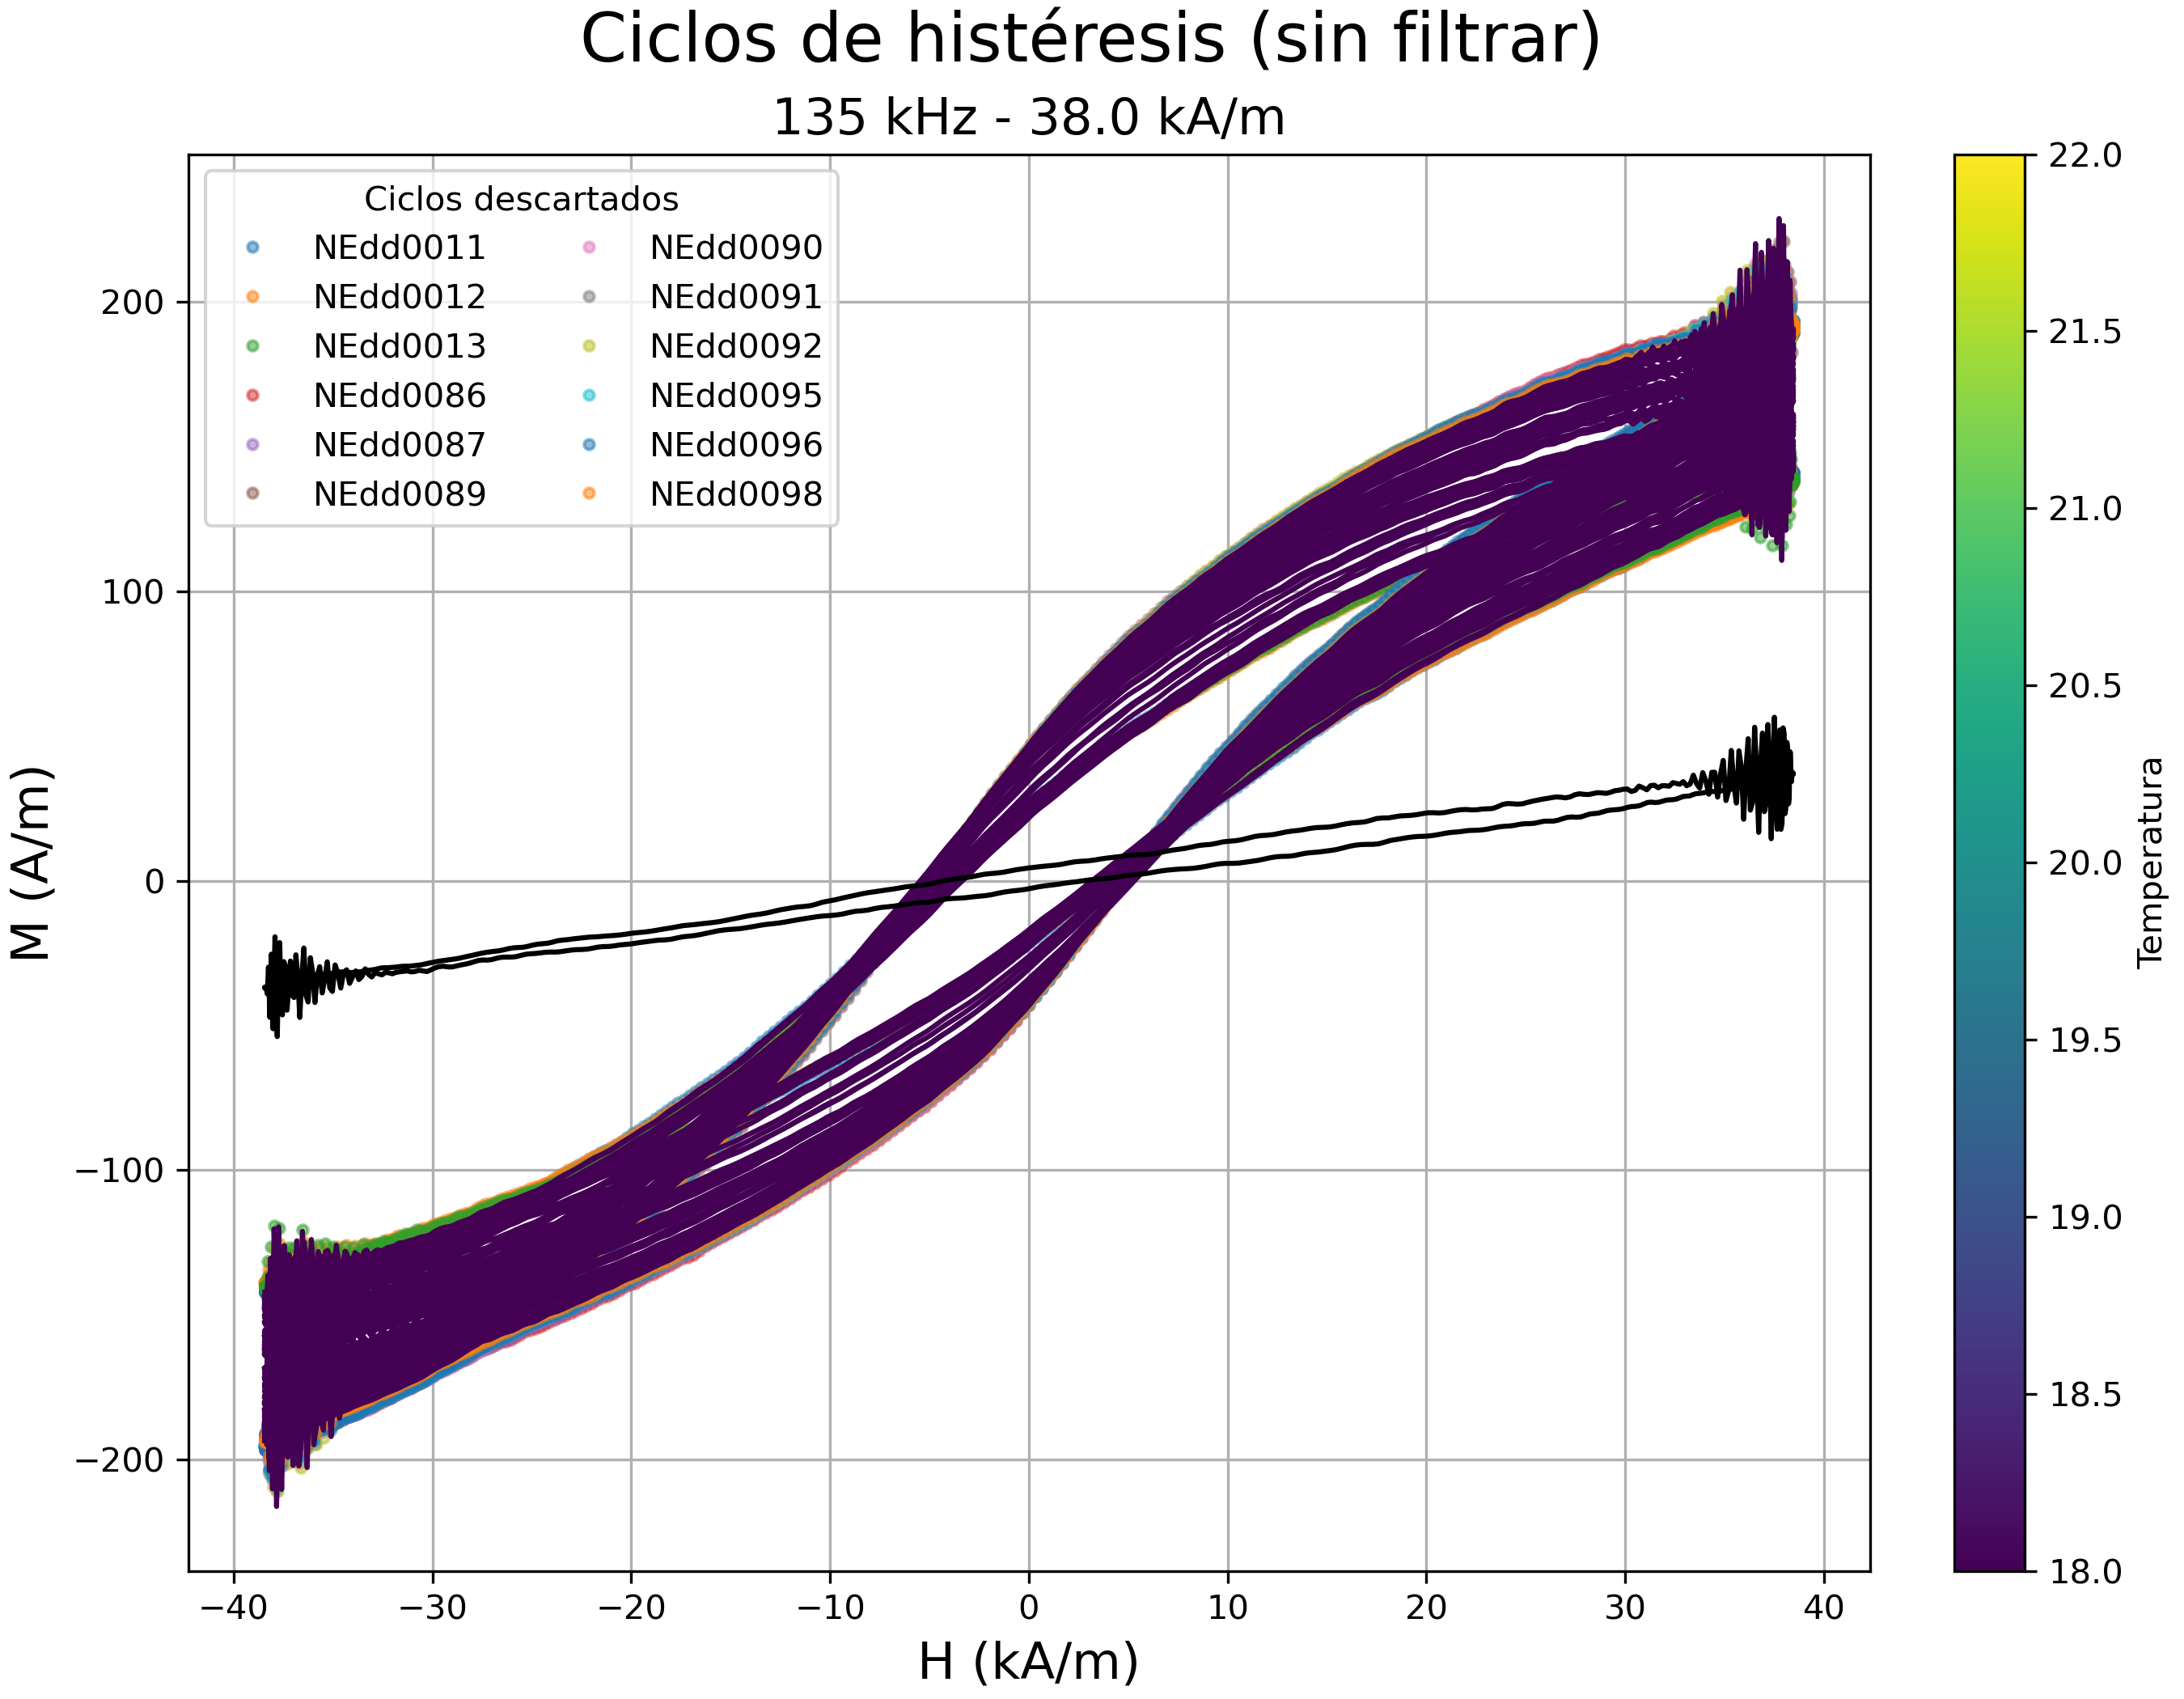 Ciclos de histéresis (sin filtrar)
135 kHz - 38.0 kA/m
Ciclos descartados
NEdd0011
NEdd0012
NEdd0013
NEdd0086
NEdd0087
NEdd0089
NEdd0090
NEdd0091
NEdd0092
NEdd0095
NEdd0096
NEdd0098
M (A/m)
200
100
0
−100
−200
−40
−30
−20
−10
0
10
20
30
40
H (kA/m)
22.0
21.5
21.0
20.5
20.0
19.5
19.0
18.5
18.0
Temperatura